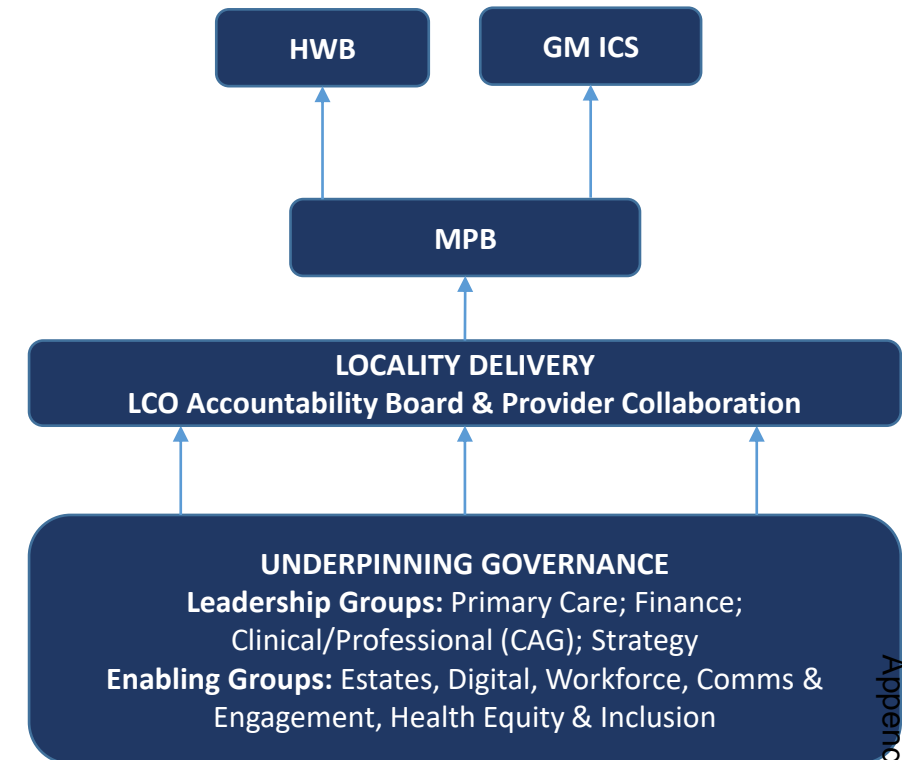 HWB
GM ICS
MPB
LOCALITY DELIVERY
LCO Accountability Board & Provider Collaboration
UNDERPINNING GOVERNANCE
Leadership Groups: Primary Care; Finance;
Clinical/Professional (CAG); Strategy
Enabling Groups: Estates, Digital, Workforce, Comms &
Engagement, Health Equity & Inclusion
Appenc